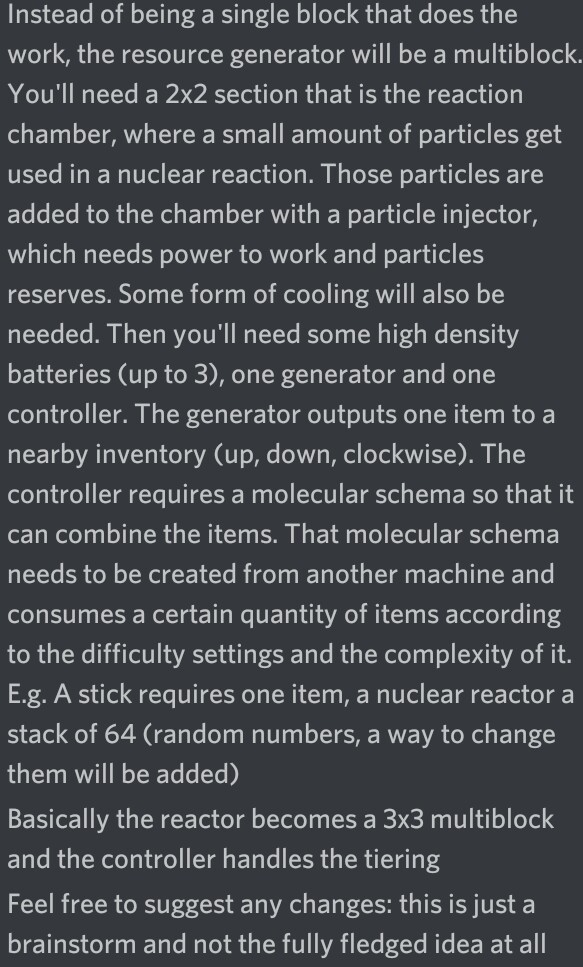 Instead of being a single block that does the
work, the resource generator will be a multiblock.
You'll need a 2x2 section that is the reaction
chamber, where a small amount of particles get
used in a nuclear reaction. Those particles are
added to the chamber with a particle injector,
which needs power to work and particles
reserves. Some form of cooling will also be
needed. Then you'll need some high density
batteries (up to 3), one generator and one
controller. The generator outputs one item to a
nearby inventory (up, down, clockwise). The
controller requires a molecular schema so that it
can combine the items. That molecular schema
needs to be created from another machine and
consumes a certain quantity of items according
to the difficulty settings and the complexity of it.
E.g. A stick requires one item, a nuclear reactor a
stack of 64 (random numbers, a way to change
them will be added)
Basically the reactor becomes a 3x3 multiblock
and the controller handles the tiering
Feel free to suggest any changes: this is just a
brainstorm and not the fully fledged idea at all